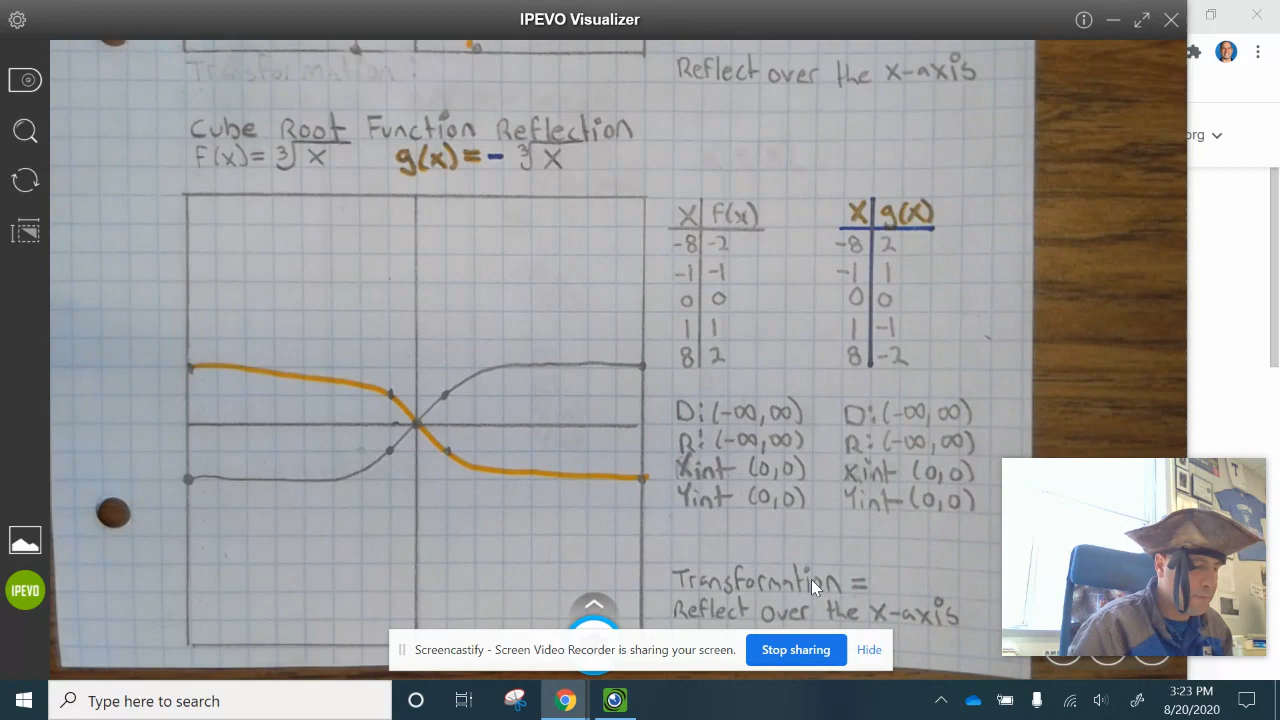 IPEVO Visualizer
org
Transformation:
Reflect over the x-axis
Cube Root Function Reflection
f(x) = ∛x g(x) = - ∛x
X f(x)
-8 -2
-1 -1
0 0
1 1
8 2
X g(x)
-8 2
-1 1
0 0
1 -1
8 -2
D: (-∞, ∞)
R: (-∞, ∞)
Xint (0,0)
Yint (0,0)
D: (-∞, ∞)
R: (-∞, ∞)
Xint (0,0)
Yint (0,0)
Transformation =
Reflect over the x-axis
IPEVO
Screencastify - Screen Video Recorder is sharing your screen.
Stop sharing
Hide
Type here to search
3:23 PM
8/20/2020